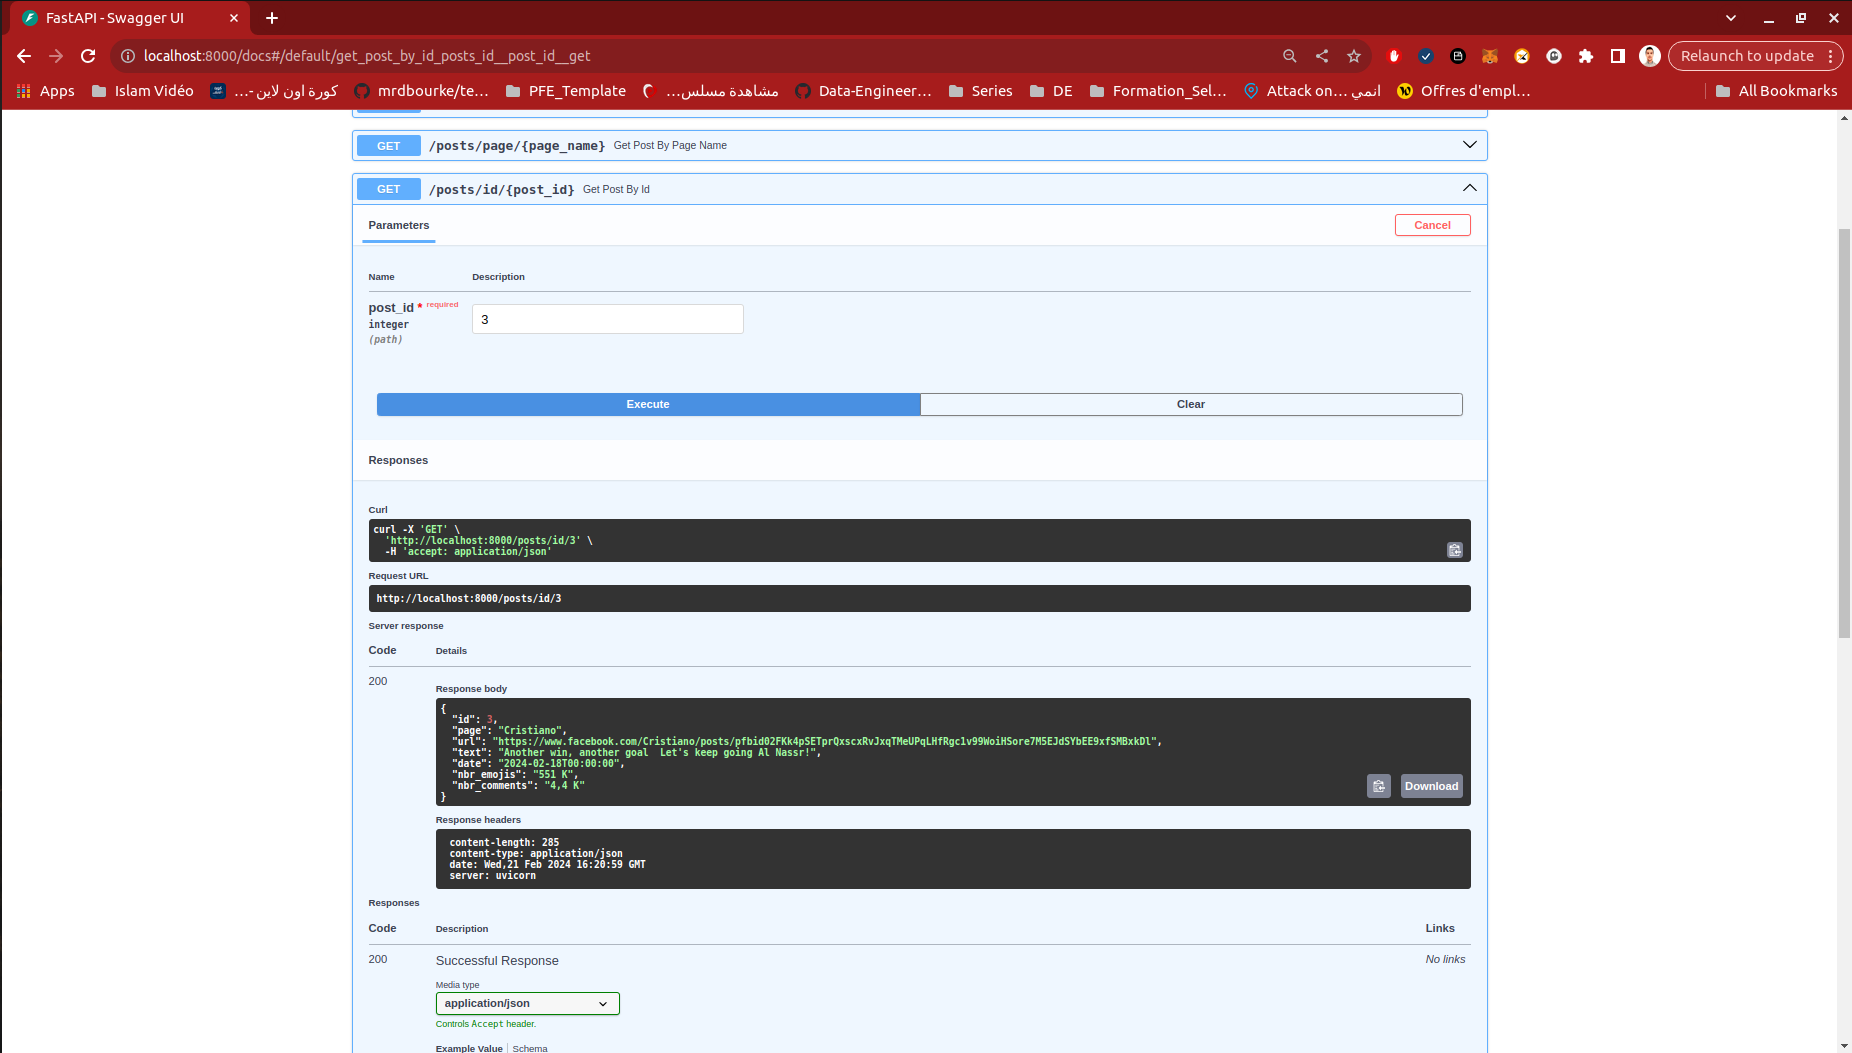 FastAPI - Swagger UI
localhost:8000/docs#/default/get_post_by_id_posts_id__post_id__get
Relaunch to update
Apps
Islam Vidéo
كورة اون لاين -...
mrdbourke/te...
PFE_Template
مشاهدة مسلس...
Data-Engineer...
Series
DE
Formation_Sel...
Attack on... انمي
Offres d'empl...
All Bookmarks
GET /posts/page/{page_name} Get Post By Page Name
GET /posts/id/{post_id} Get Post By Id
Parameters
Cancel
Name Description
post_id * required
integer
(path)
3
Execute
Clear
Responses
Curl
curl -X 'GET' \
'http://localhost:8000/posts/id/3' \
-H 'accept: application/json'
Request URL
http://localhost:8000/posts/id/3
Server response
Code Details
200
Response body
{
"id": 3,
"page": "Cristiano",
"url": "https://www.facebook.com/Cristiano/posts/pfbid02FKk4pSETprQxscxRvJxqTMeUPqLHfRgc1v99WoiHSore7M5EJdSYbEE9xfSMBxkDl",
"text": "Another win, another goal  Let's keep going Al Nassr!",
"date": "2024-02-18T00:00:00",
"nbr_emojis": "551 K",
"nbr_comments": "4,4 K"
}
Download
Response headers
content-length: 285
content-type: application/json
date: Wed,21 Feb 2024 16:20:59 GMT
server: uvicorn
Responses
Code Description Links
200 Successful Response No links
Media type
application/json
Controls Accept header.
Example Value Schema